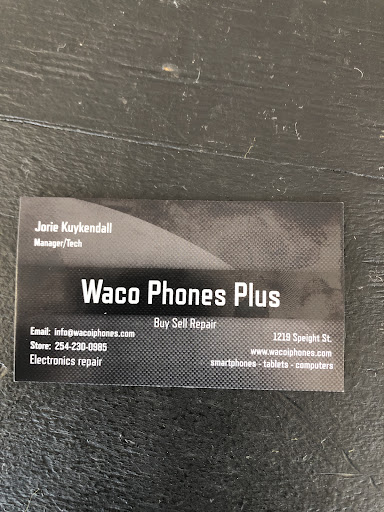 Jorie Kuykendall
Manager/Tech
Waco Phones Plus
Buy Sell Repair
Email: info@wacoiphones.com
Store: 254-230-0985
Electronics repair
1219 Speight St.
www.wacoiphones.com
smartphones - tablets - computers